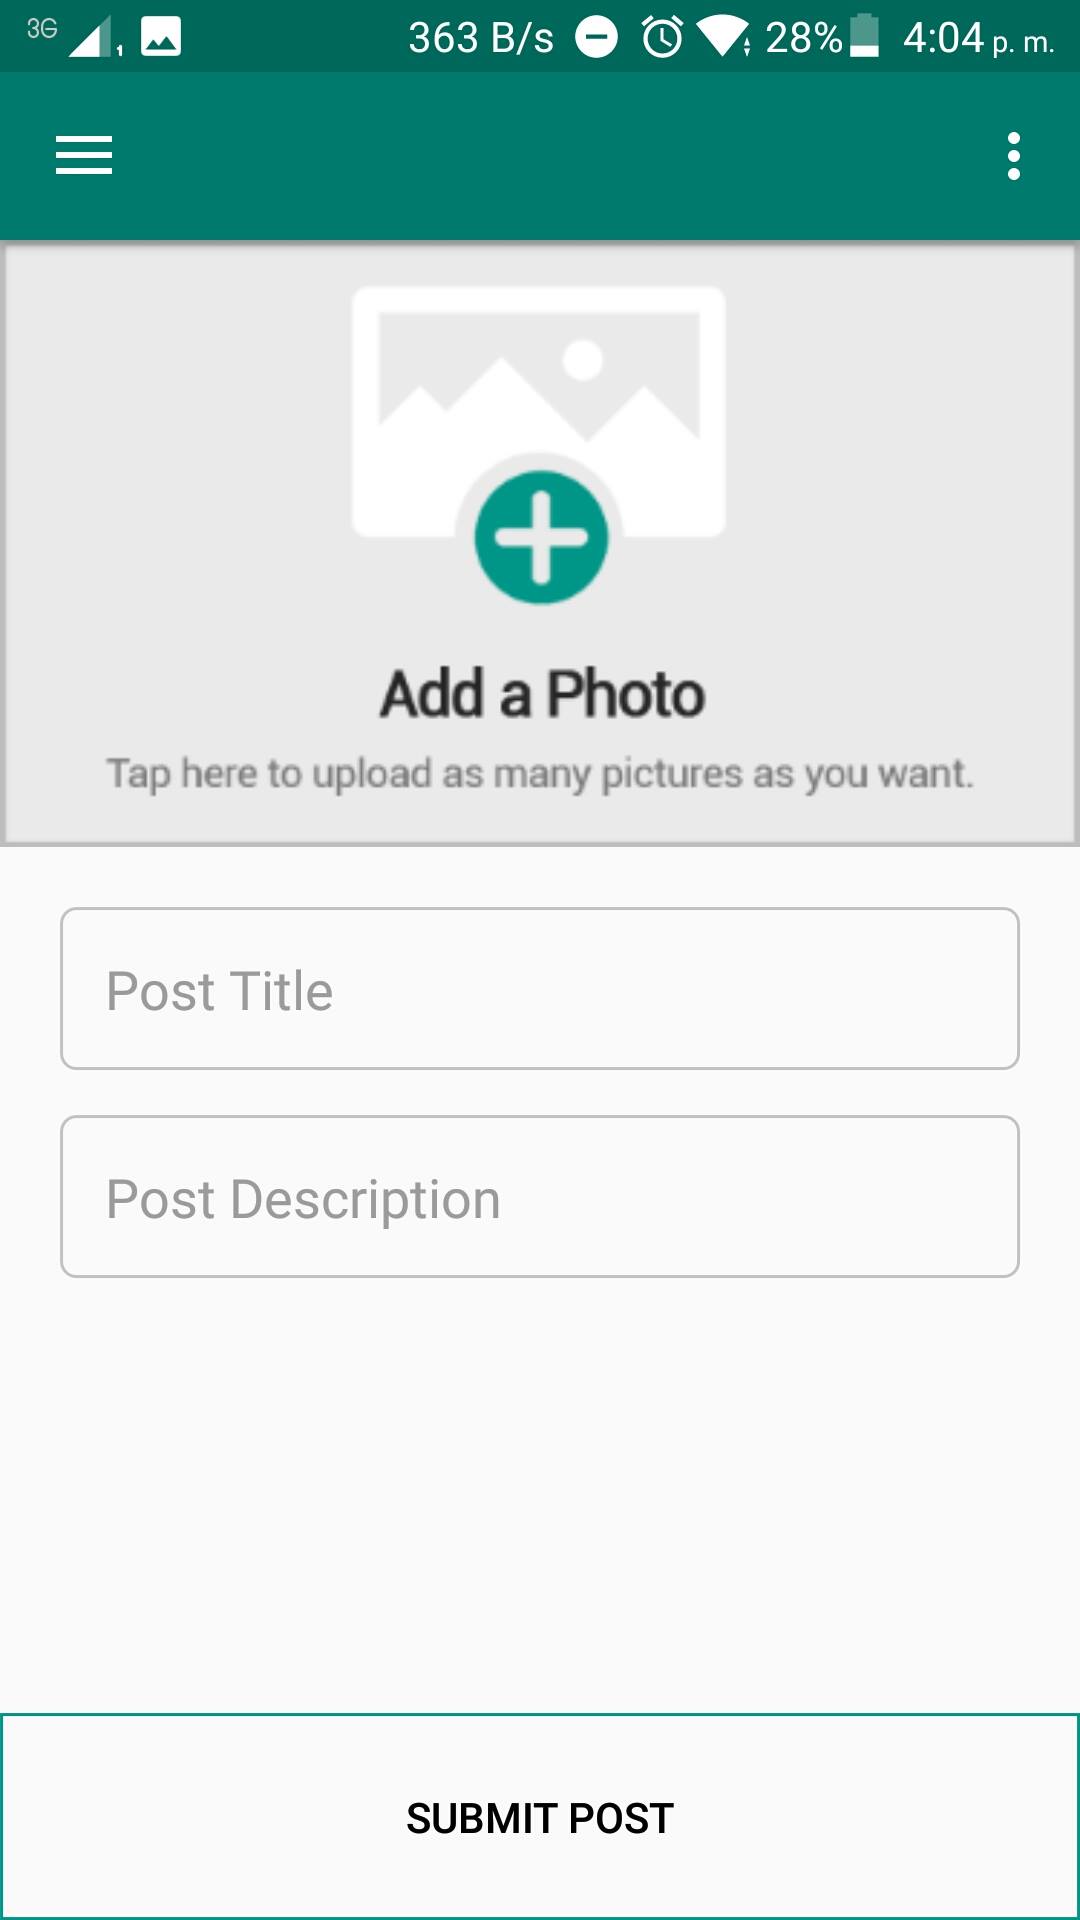 3G 1 363 B/s 28% 4:04 p. m.
Add a Photo
Tap here to upload as many pictures as you want.
Post Title
Post Description
SUBMIT POST